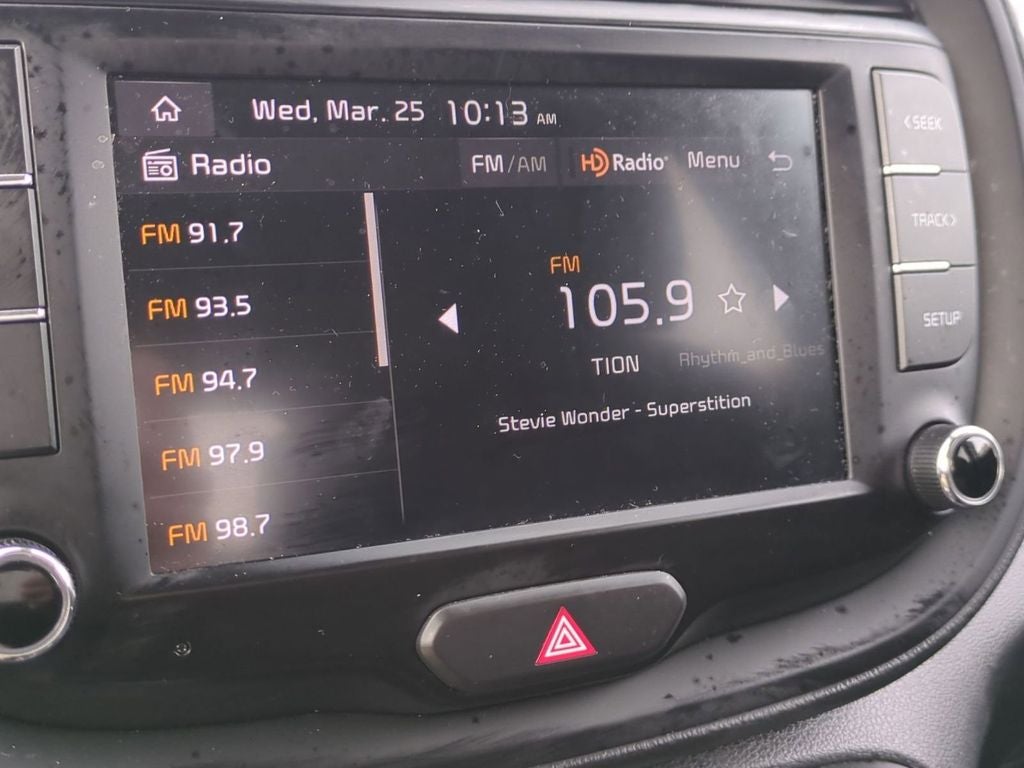 Wed, Mar. 25 10:13 AM
Radio FM/AM HD Radio Menu
FM 91.7
FM 93.5
FM 94.7
FM 97.9
FM 98.7
FM
105.9
TION Rhythm_and_Blues
Stevie Wonder - Superstition
<SEEK
TRACK>
SETUP